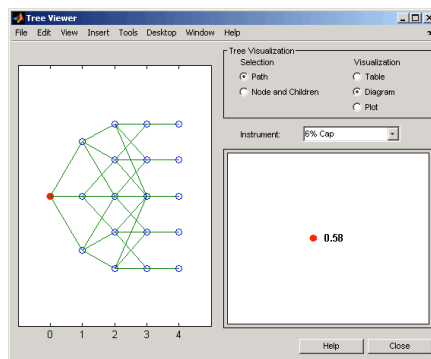 Tree Viewer
File Edit View Insert Tools Desktop Window Help
Tree Visualization
Selection Visualization
Path Table
Node and Children Diagram
Plot
Instrument: 6% Cap
0.58
0 1 2 3 4
Help Close